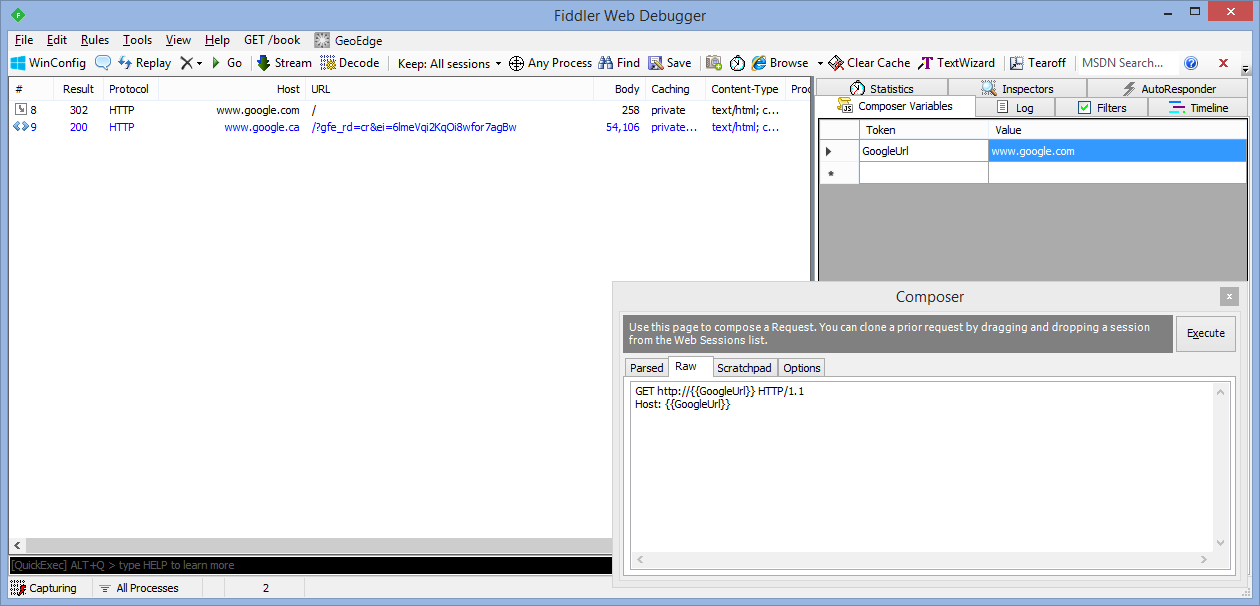 Fiddler Web Debugger
File Edit Rules Tools View Help GET /book GeoEdge
WinConfig Replay Go Stream Decode Keep: All sessions Any Process Find Save Browse Clear Cache TextWizard Tearoff MSDN Search...
# Result Protocol Host URL Body Caching Content-Type Proc
8 302 HTTP www.google.com / 258 private text/html; c...
9 200 HTTP www.google.ca /?gfe_rd=cr&ei=6lmeVqi2KqOi8wfor7agBw 54,106 private... text/html; c...
Statistics Inspectors AutoResponder
Composer Variables Log Filters Timeline
Token Value
GoogleUrl www.google.com
*
Composer
x
Use this page to compose a Request. You can clone a prior request by dragging and dropping a session
from the Web Sessions list.
Execute
Parsed Raw Scratchpad Options
GET http://{{GoogleUrl}} HTTP/1.1
Host: {{GoogleUrl}}
[QuickExec] ALT+Q > type HELP to learn more
Capturing All Processes 2